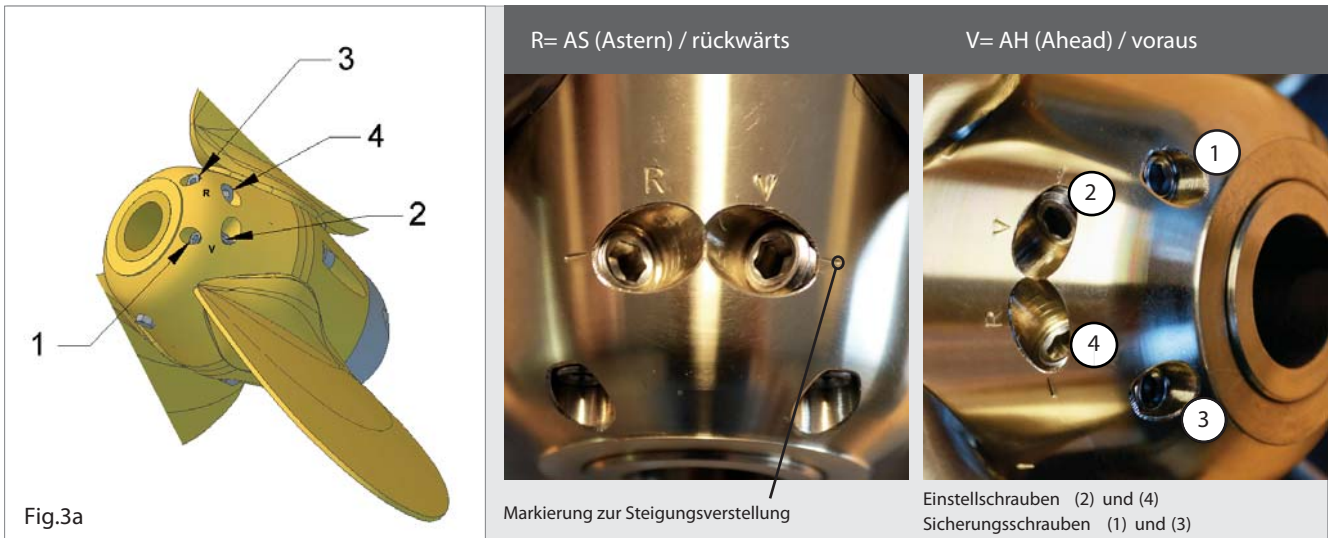 3
4
2
1
R
V
Fig.3a
R= AS (Astern) / rückwärts
R
V
Markierung zur Steigungsverstellung
V= AH (Ahead) / voraus
1
2
V
R
4
3
Einstellschrauben (2) und (4)
Sicherungsschrauben (1) und (3)